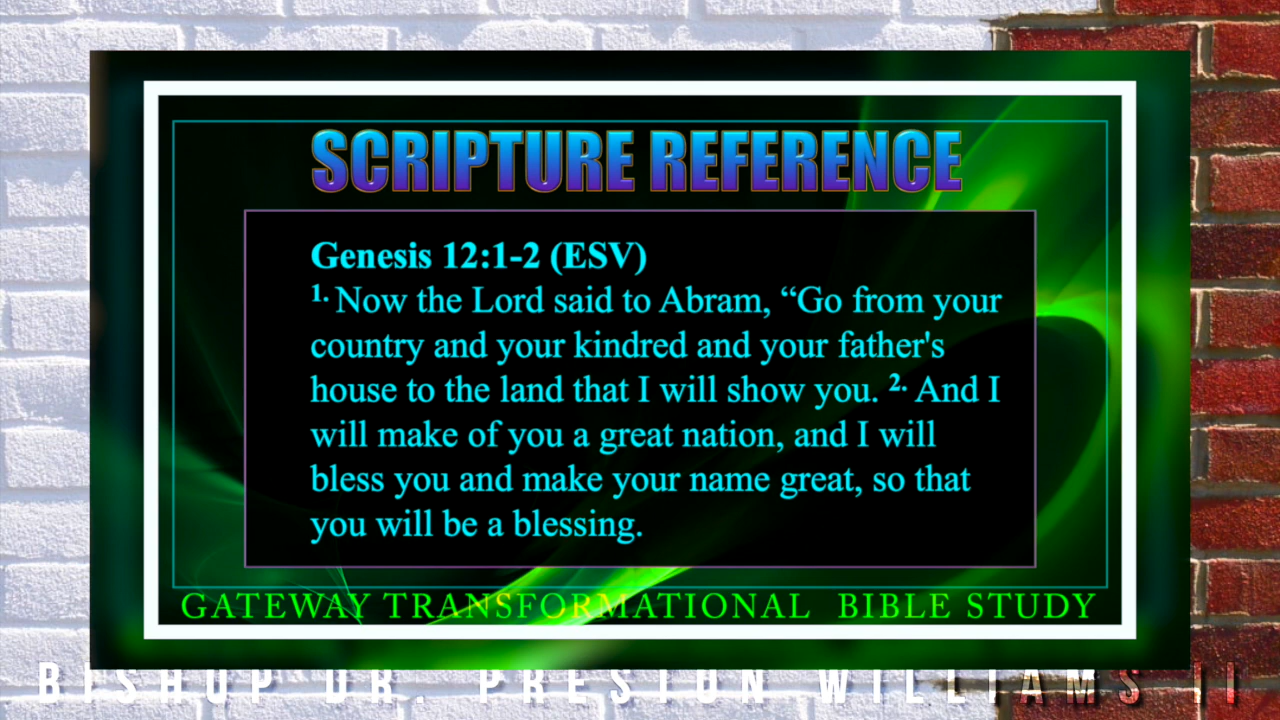 SCRIPTURE REFERENCE
Genesis 12:1-2 (ESV)
1. Now the Lord said to Abram, “Go from your
country and your kindred and your father's
house to the land that I will show you. 2. And I
will make of you a great nation, and I will
bless you and make your name great, so that
you will be a blessing.
GATEWAY TRANSFORMATIONAL BIBLE STUDY
BISHOP DR. PRESTON WILLIAMS II